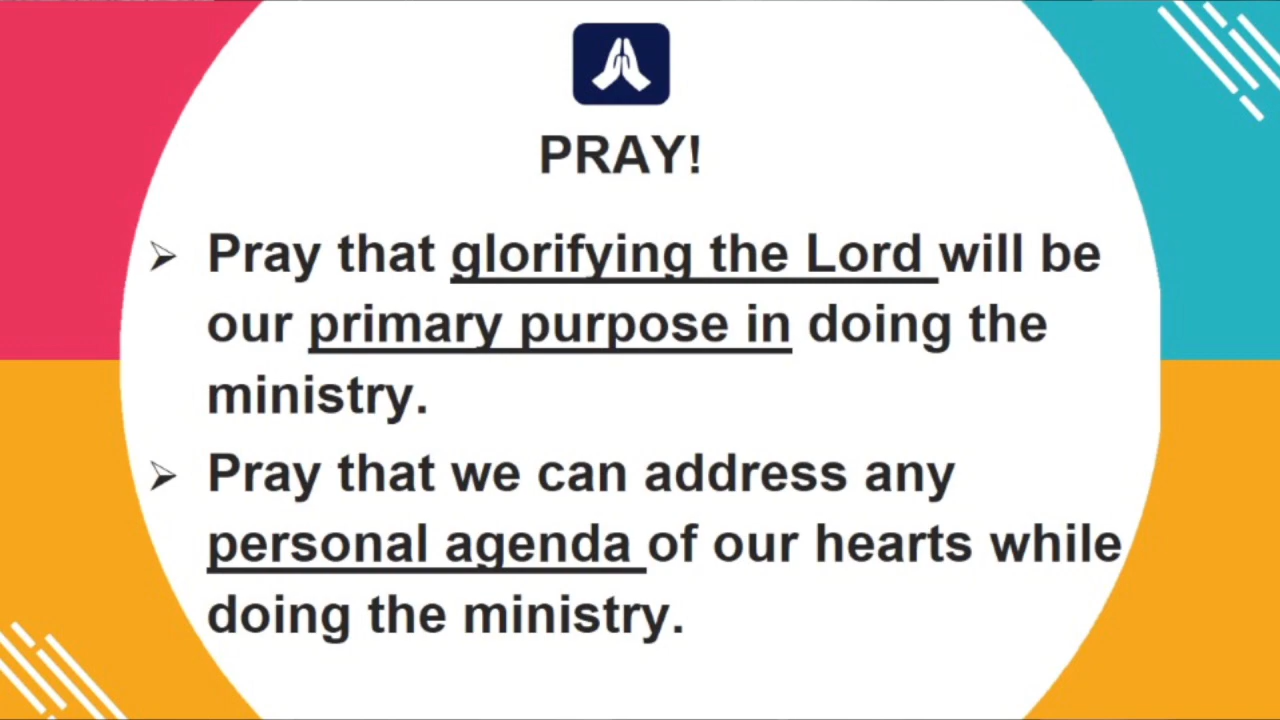 PRAY!
➢ Pray that glorifying the Lord will be
our primary purpose in doing the
ministry.
➢ Pray that we can address any
personal agenda of our hearts while
doing the ministry.